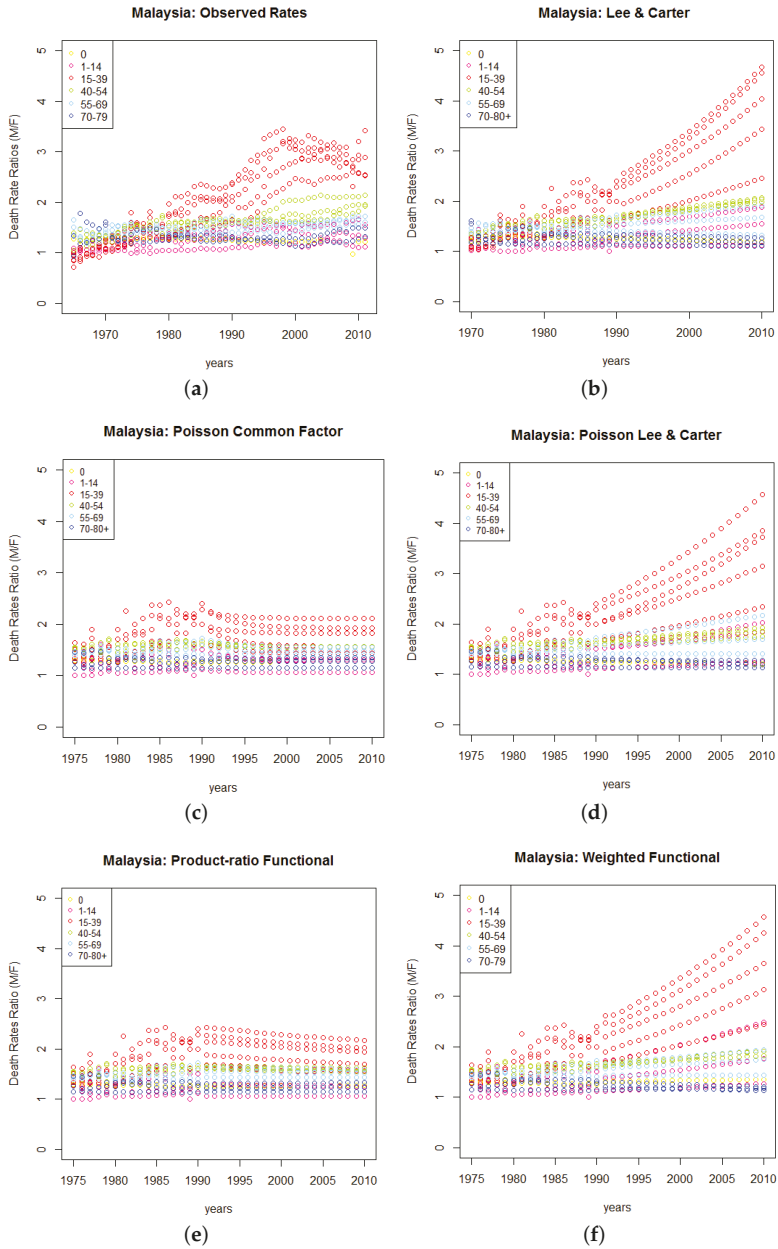 Malaysia: Observed Rates
Death Rate Ratios (M/F)
0 1 2 3 4 5
0
1-14
15-39
40-54
55-69
70-79
1970 1980 1990 2000 2010
years
(a)
Malaysia: Lee & Carter
Death Rates Ratio (M/F)
0 1 2 3 4 5
0
1-14
15-39
40-54
55-69
70-80+
1970 1980 1990 2000 2010
years
(b)
Malaysia: Poisson Common Factor
Death Rates Ratio (M/F)
0 1 2 3 4 5
0
1-14
15-39
40-54
55-69
70-80+
1975 1980 1985 1990 1995 2000 2005 2010
years
(c)
Malaysia: Poisson Lee & Carter
Death Rates Ratio (M/F)
0 1 2 3 4 5
0
1-14
15-39
40-54
55-69
70-80+
1975 1980 1985 1990 1995 2000 2005 2010
years
(d)
Malaysia: Product-ratio Functional
Death Rates Ratio (M/F)
0 1 2 3 4 5
0
1-14
15-39
40-54
55-69
70-80+
1975 1980 1985 1990 1995 2000 2005 2010
years
(e)
Malaysia: Weighted Functional
Death Rates Ratio (M/F)
0 1 2 3 4 5
0
1-14
15-39
40-54
55-69
70-79
1975 1980 1985 1990 1995 2000 2005 2010
years
(f)